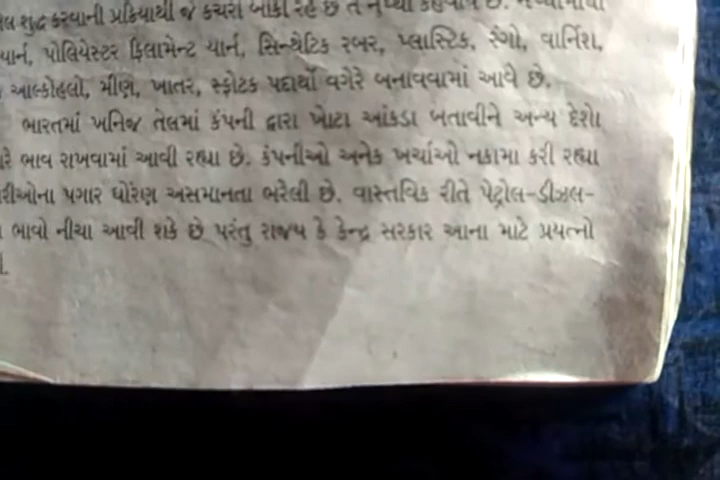 શુદ્ધ કરવાની પ્રક્રિયાથી જ કચરો બાકી રહે છે તે નેપ્થા કહેવાય છે.
યાર્ન, પોલિયેસ્ટર ફિલામેન્ટ યાર્ન, સિન્થેટિક રબર, પ્લાસ્ટિક, રંગો, વાર્નિશ,
આલ્કોહલો, મીણ, ખાતર, સ્ફોટક પદાર્થો વગેરે બનાવવામાં આવે છે.
ભારતમાં ખનિજ તેલમાં કંપની દ્વારા ખોટા આંકડા બતાવીને અન્ય દેશો
ભાવ રાખવામાં આવી રહ્યા છે. કંપનીઓ અનેક ખર્ચાઓ નકામા કરી રહ્યા
પગાર ધોરણ અસમાનતા ભરેલી છે. વાસ્તવિક રીતે પેટ્રોલ-ડીઝલ-
ભાવો નીચા આવી શકે છે પરંતુ રાજ્ય કે કેન્દ્ર સરકાર આના માટે પ્રયત્નો